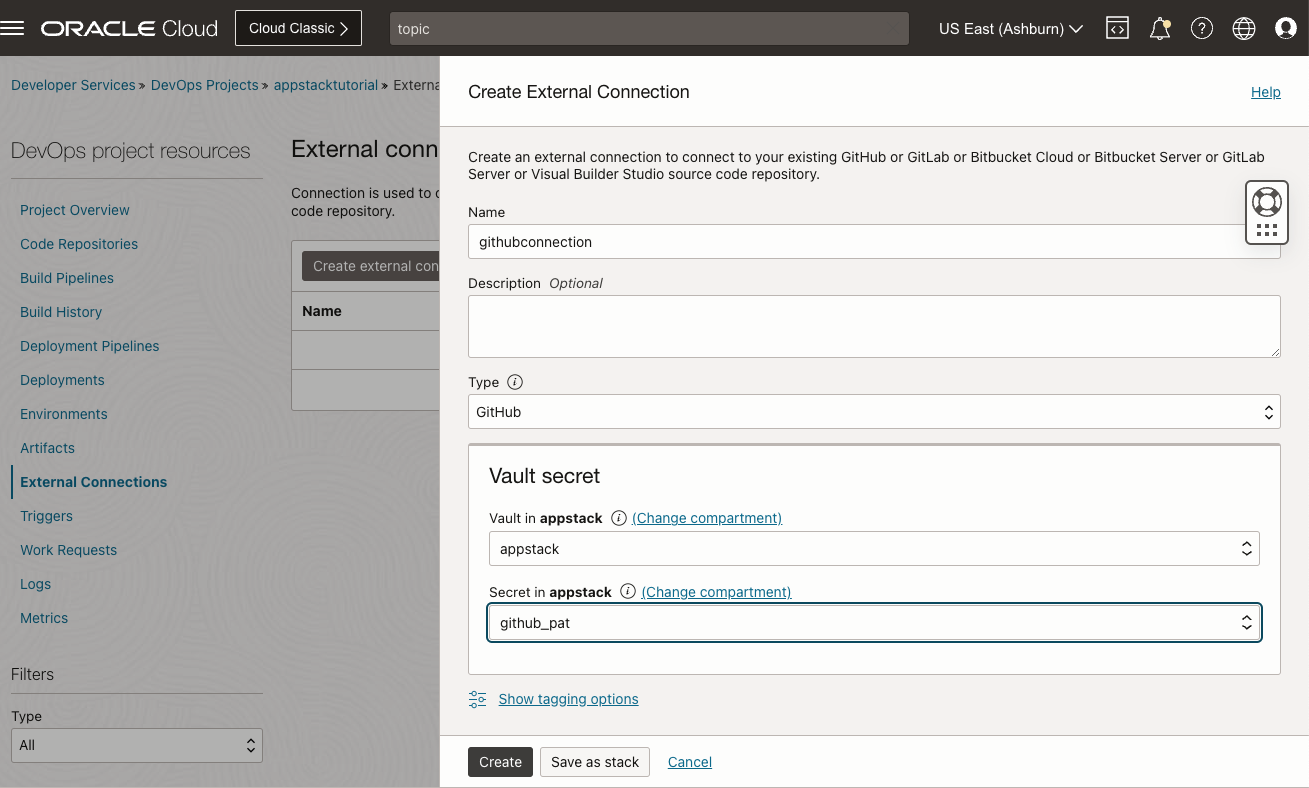 ORACLE Cloud
Cloud Classic
topic
US East (Ashburn)
Developer Services » DevOps Projects » appstacktutorial » Externa
DevOps project resources
Project Overview
Code Repositories
Build Pipelines
Build History
Deployment Pipelines
Deployments
Environments
Artifacts
External Connections
Triggers
Work Requests
Logs
Metrics
Filters
Type
All
External conn
Connection is used to c
code repository.
Create external con
Name
Create External Connection
Help
Create an external connection to connect to your existing GitHub or GitLab or Bitbucket Cloud or Bitbucket Server or GitLab
Server or Visual Builder Studio source code repository.
Name
githubconnection
Description Optional
Type
GitHub
Vault secret
Vault in appstack (Change compartment)
appstack
Secret in appstack (Change compartment)
github_pat
Show tagging options
Create
Save as stack
Cancel